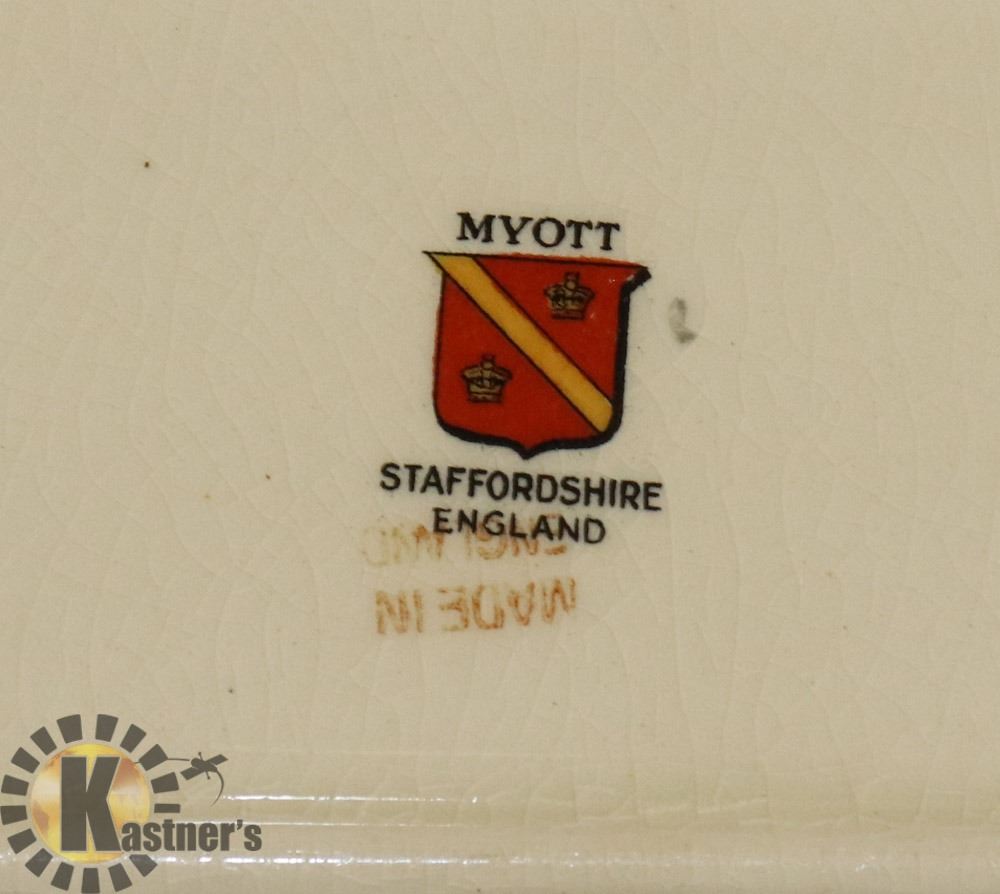 MYOTT
STAFFORDSHIRE
ENGLAND
ENGLAND
MADE IN
Kastner's